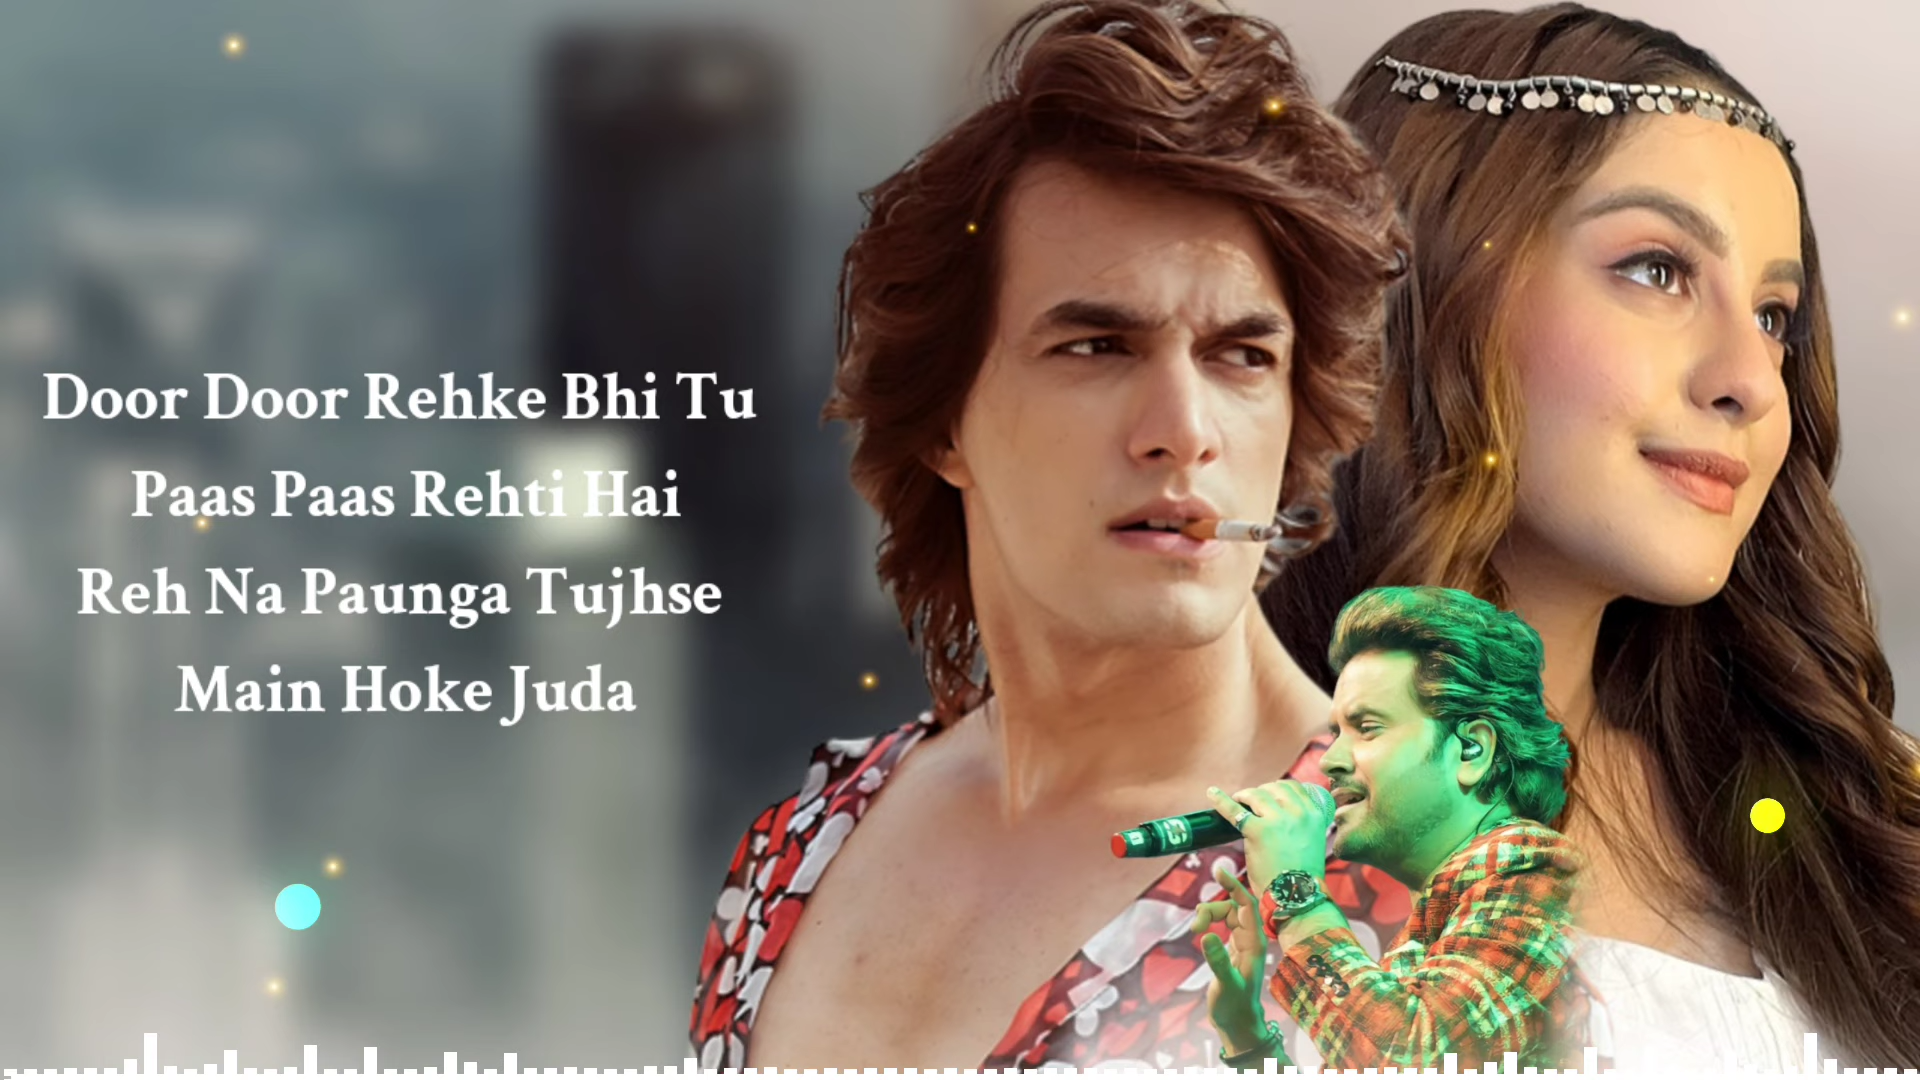 Door Door Rehke Bhi Tu
Paas Paas Rehti Hai
Reh Na Paunga Tujhse
Main Hoke Juda